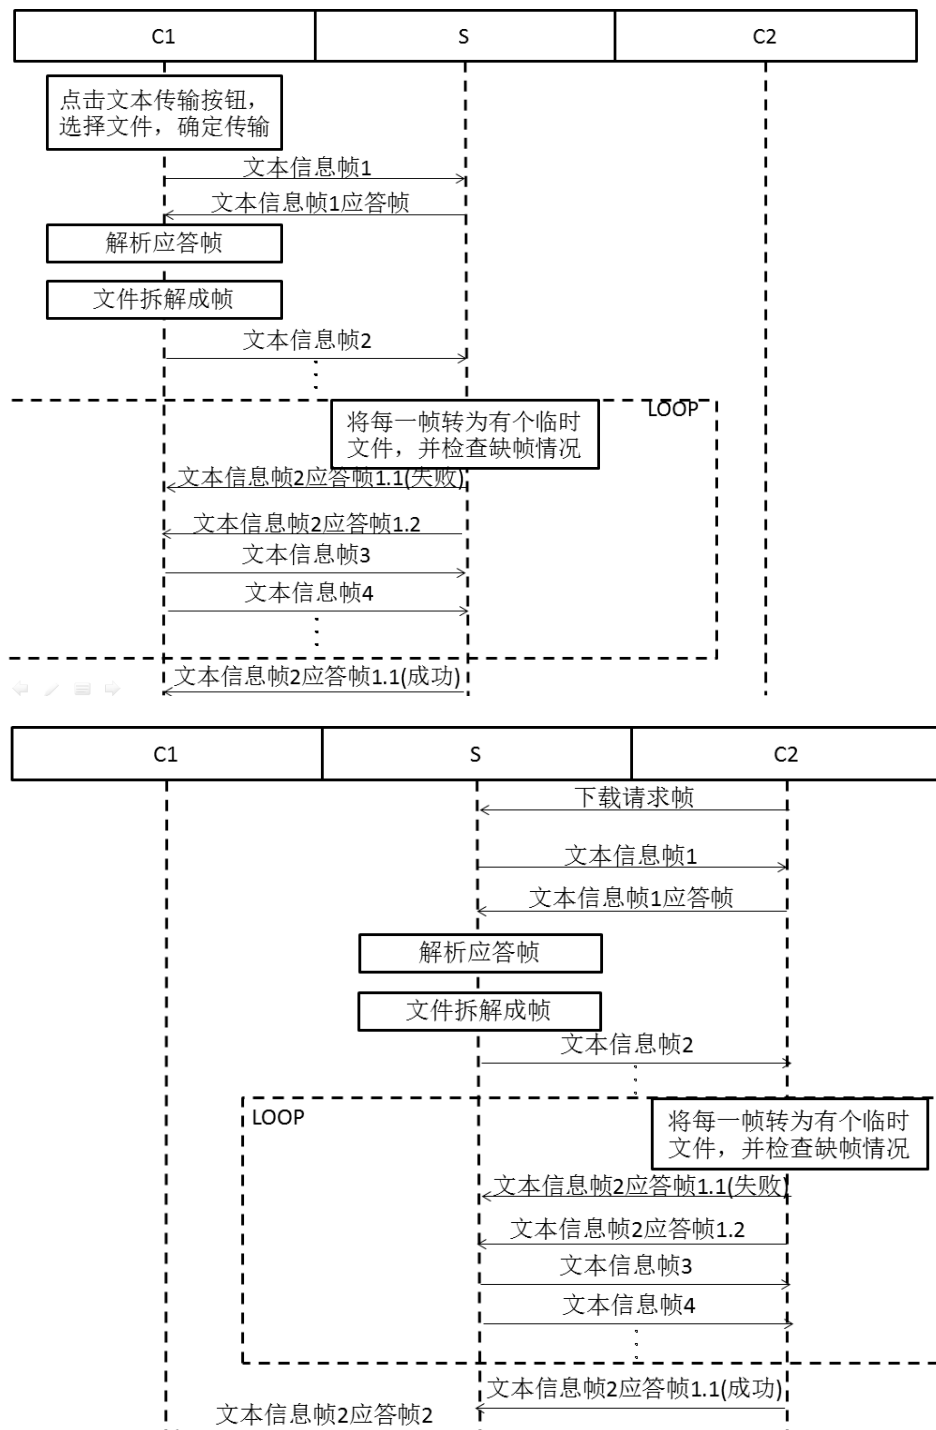 C1
S
C2
点击文本传输按钮，
选择文件，确定传输
文本信息帧1
文本信息帧1应答帧
解析应答帧
文件拆解成帧
文本信息帧2
LOOP
将每一帧转为有个临时
文件，并检查缺帧情况
文本信息帧2应答帧1.1(失败)
文本信息帧2应答帧1.2
文本信息帧3
文本信息帧4
文本信息帧2应答帧1.1(成功)
C1
S
C2
下载请求帧
文本信息帧1
文本信息帧1应答帧
解析应答帧
文件拆解成帧
文本信息帧2
LOOP
将每一帧转为有个临时
文件，并检查缺帧情况
文本信息帧2应答帧1.1(失败)
文本信息帧2应答帧1.2
文本信息帧3
文本信息帧4
文本信息帧2应答帧1.1(成功)
文本信息帧2应答帧2